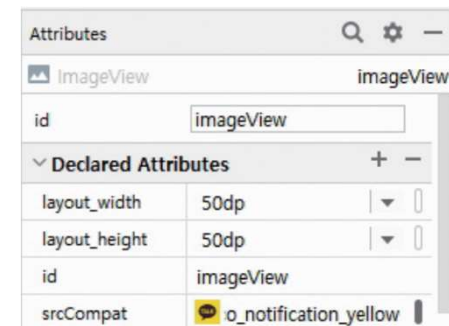 Attributes
ImageView imageView
id imageView
Declared Attributes
layout_width 50dp
layout_height 50dp
id imageView
srcCompat :o_notification_yellow